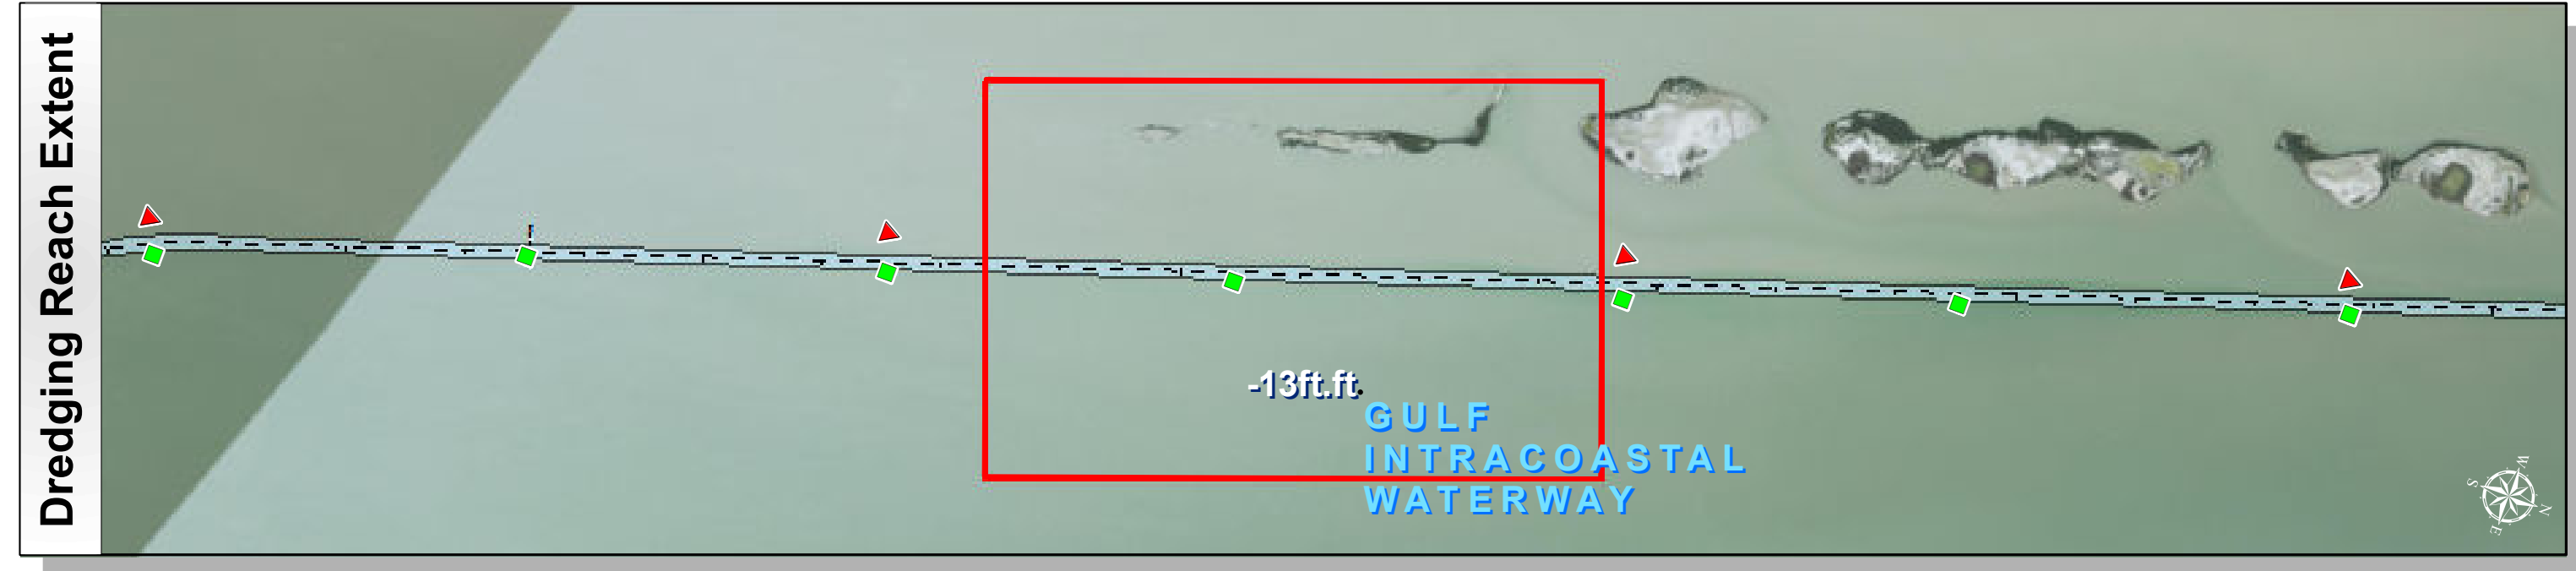 Dredging Reach Extent
-13ft.ft.
GULF
INTRACOASTAL
WATERWAY
W
S
N
E